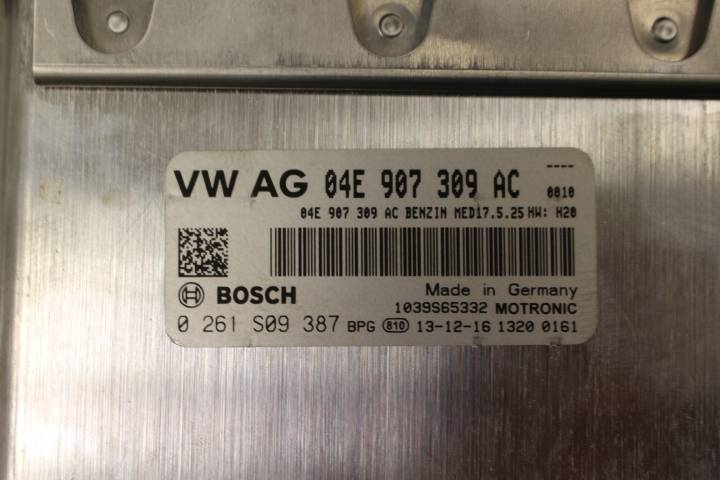 ----
VW AG 04E 907 309 AC 0010
04E 907 309 AC BENZIN MED17.5.25 HW: H20
Made in Germany
BOSCH 1039S65332 MOTRONIC
0 261 S09 387 BPG 810 13-12-16 1320 0161